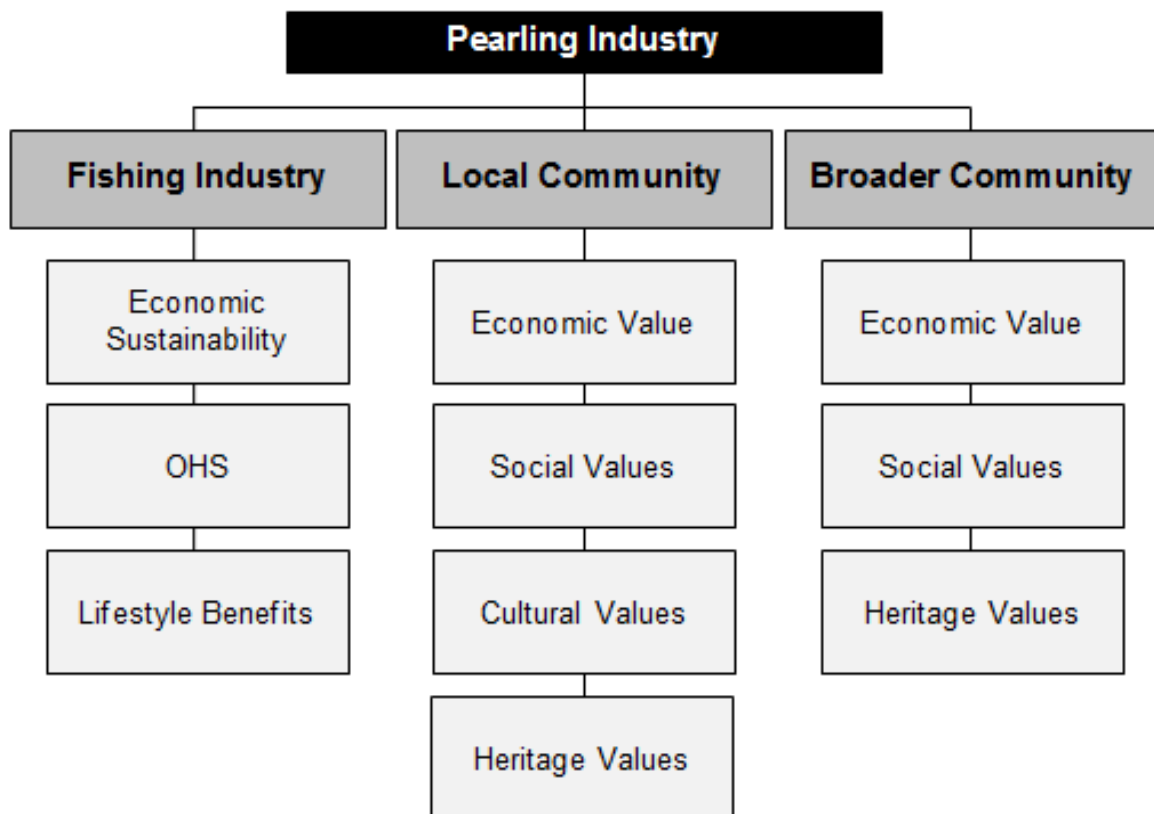 Pearling Industry
Fishing Industry
Local Community
Broader Community
Economic
Sustainability
OHS
Lifestyle Benefits
Economic Value
Social Values
Cultural Values
Heritage Values
Economic Value
Social Values
Heritage Values